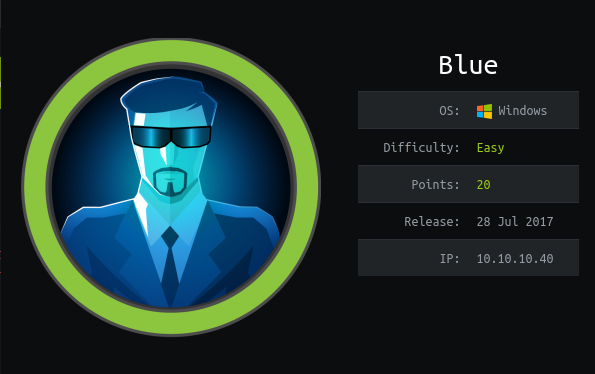 Blue
OS: Windows
Difficulty: Easy
Points: 20
Release: 28 Jul 2017
IP: 10.10.10.40